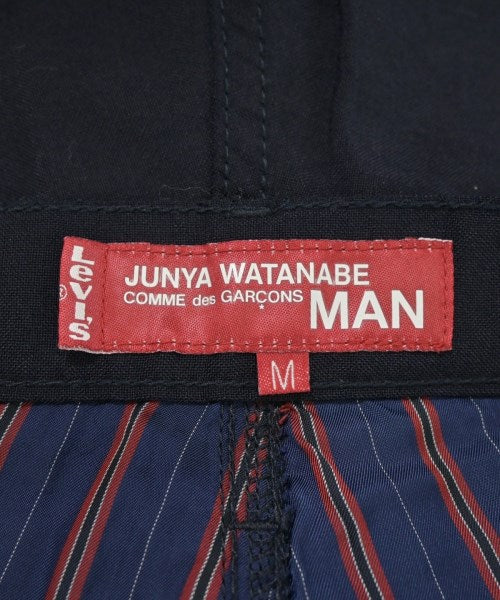 LeVI'S
®
JUNYA WATANABE
COMME des GARÇONS MAN
M